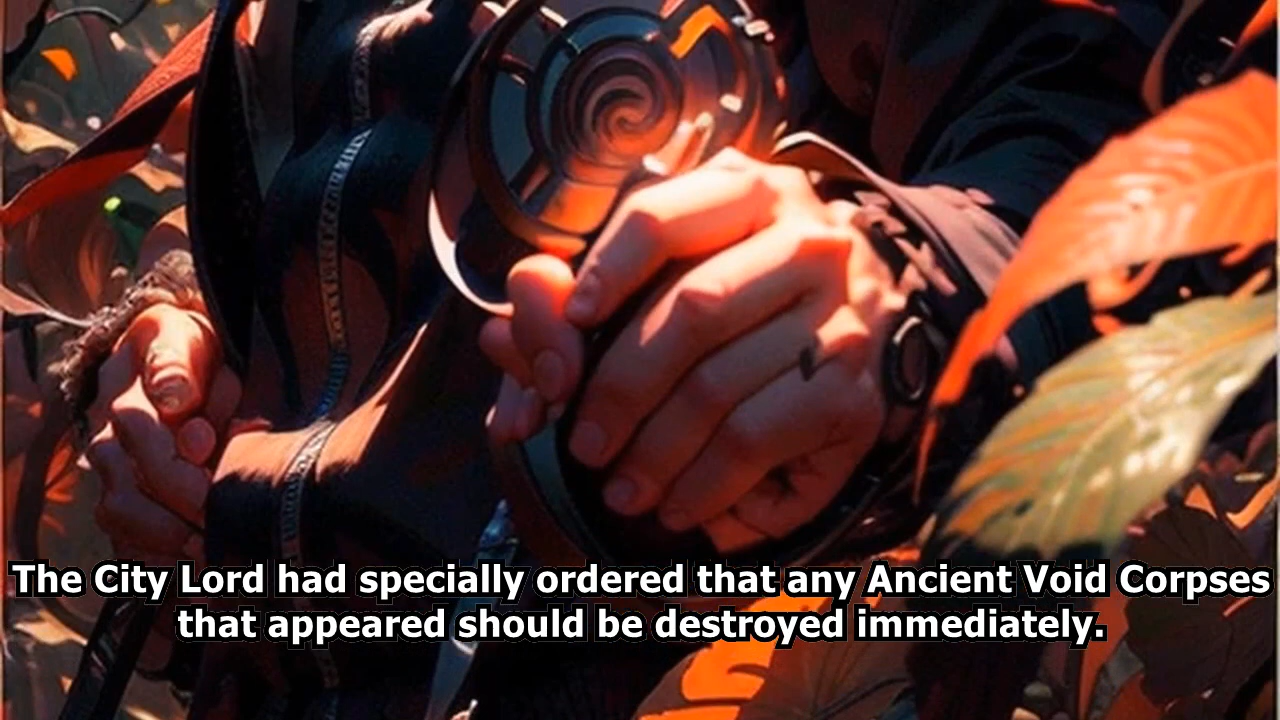 The City Lord had specially ordered that any Ancient Void Corpses
that appeared should be destroyed immediately.